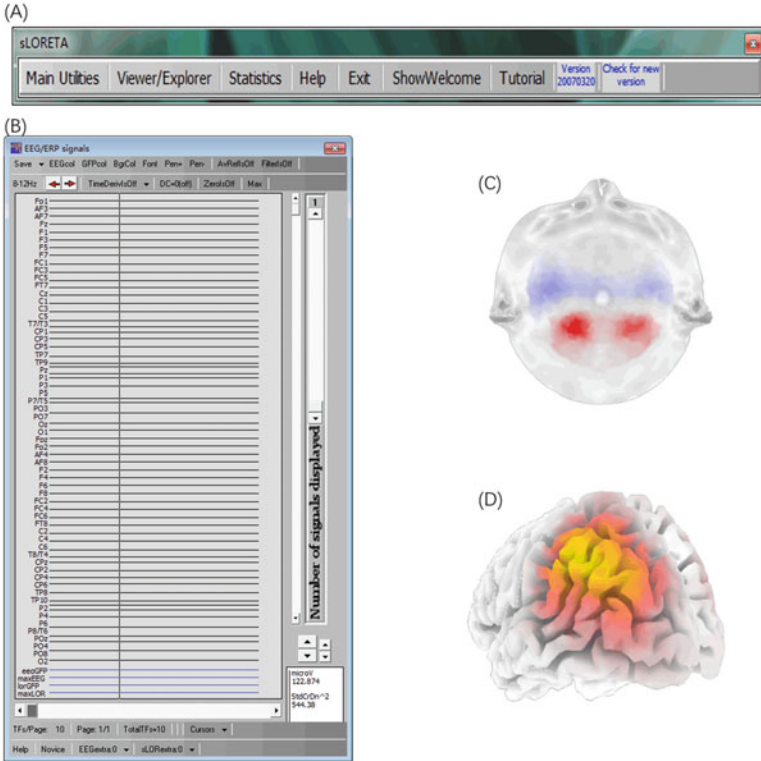 (A)
sLORETA
Main Utilities Viewer/Explorer Statistics Help Exit ShowWelcome Tutorial Version 20070320 Check for new version
(B)
EEG/ERP signals
Save EEGcol GFPcol BgrCol Font Pen+ Pen- AvRefIsOff FilterIsOff
8-12Hz TimeDerivIsOff DC=0(off) ZeroIsOff Max
Fp1
AF3
AF7
Fz
F1
F3
F5
F7
FC1
FC3
FC5
FT7
Cz
C1
C3
C5
T7/T3
CP1
CP3
CP5
TP7
TP9
Pz
P1
P3
P5
P7/T5
PO3
PO7
Oz
O1
Fpz
Fp2
AF4
AF8
F2
F4
F6
F8
FC2
FC4
FC6
FT8
C2
C4
C6
T8/T4
CPz
CP2
CP4
CP6
TP8
TP10
P2
P4
P6
P8/T6
POz
PO4
PO8
O2
eegGFP
maxEEG
lorGFP
maxLOR
1
Number of signals displayed
microV
122.874
StdCrDn^2
544.38
TFs/Page: 10 Page: 1/1 TotalTFs=10 Cursors
Help Novice EEGextra:0 sLORextra:0
(C)
(D)